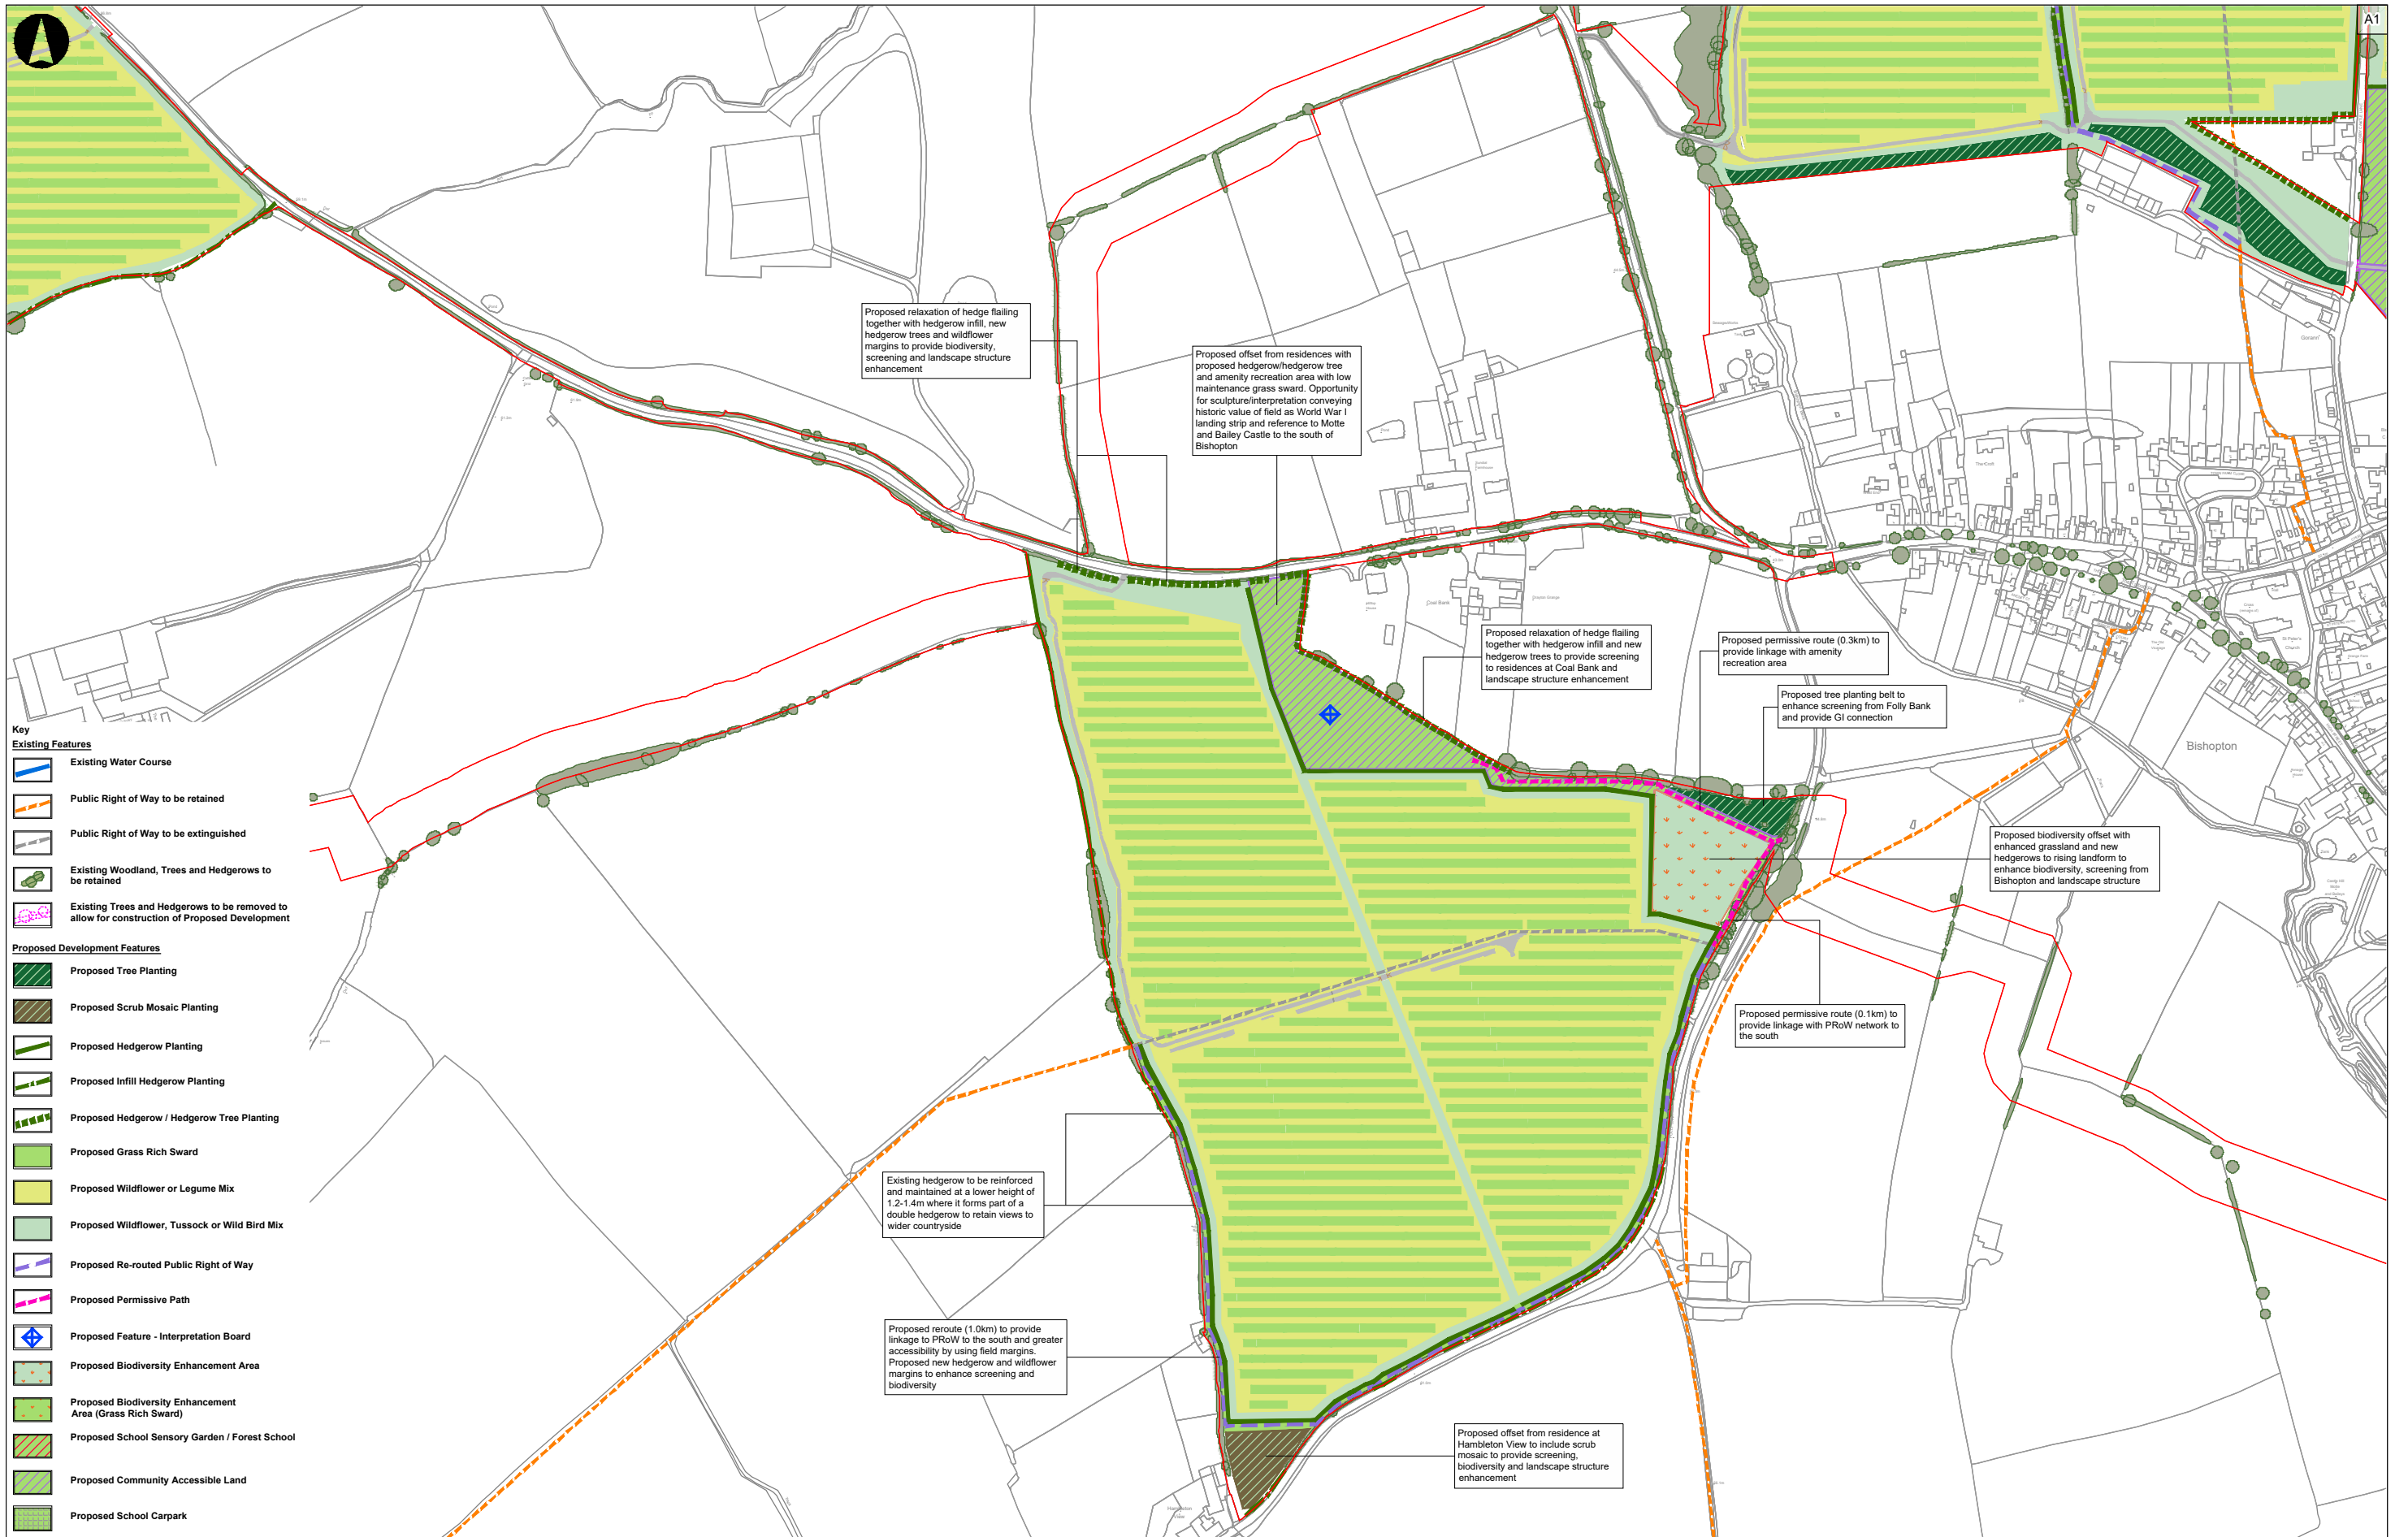 A1
Proposed relaxation of hedge flailing
together with hedgerow infill, new
hedgerow trees and wildflower
margins to provide biodiversity,
screening and landscape structure
enhancement
Proposed offset from residences with
proposed hedgerow/hedgerow tree
and amenity recreation area with low
maintenance grass sward. Opportunity
for sculpture/interpretation conveying
historic value of field as World War I
landing strip and reference to Motte
and Bailey Castle to the south of
Bishopton
Proposed relaxation of hedge flailing
together with hedgerow infill and new
hedgerow trees to provide screening
to residences at Coal Bank and
landscape structure enhancement
Proposed permissive route (0.3km) to
provide linkage with amenity
recreation area
Proposed tree planting belt to
enhance screening from Folly Bank
and provide GI connection
Coal Bank
Bishopton
Proposed biodiversity offset with
enhanced grassland and new
hedgerows to rising landform to
enhance biodiversity, screening from
Bishopton and landscape structure
Proposed permissive route (0.1km) to
provide linkage with PRoW network to
the south
Existing hedgerow to be reinforced
and maintained at a lower height of
1.2-1.4m where it forms part of a
double hedgerow to retain views to
wider countryside
Proposed reroute (1.0km) to provide
linkage to PRoW to the south and greater
accessibility by using field margins.
Proposed new hedgerow and wildflower
margins to enhance screening and
biodiversity
Proposed offset from residence at
Hambleton View to include scrub
mosaic to provide screening,
biodiversity and landscape structure
enhancement
Hambleton
View
Key
Existing Features
Existing Water Course
Public Right of Way to be retained
Public Right of Way to be extinguished
Existing Woodland, Trees and Hedgerows to
be retained
Existing Trees and Hedgerows to be removed to
allow for construction of Proposed Development
Proposed Development Features
Proposed Tree Planting
Proposed Scrub Mosaic Planting
Proposed Hedgerow Planting
Proposed Infill Hedgerow Planting
Proposed Hedgerow / Hedgerow Tree Planting
Proposed Grass Rich Sward
Proposed Wildflower or Legume Mix
Proposed Wildflower, Tussock or Wild Bird Mix
Proposed Re-routed Public Right of Way
Proposed Permissive Path
Proposed Feature - Interpretation Board
Proposed Biodiversity Enhancement Area
Proposed Biodiversity Enhancement
Area (Grass Rich Sward)
Proposed School Sensory Garden / Forest School
Proposed Community Accessible Land
Proposed School Carpark